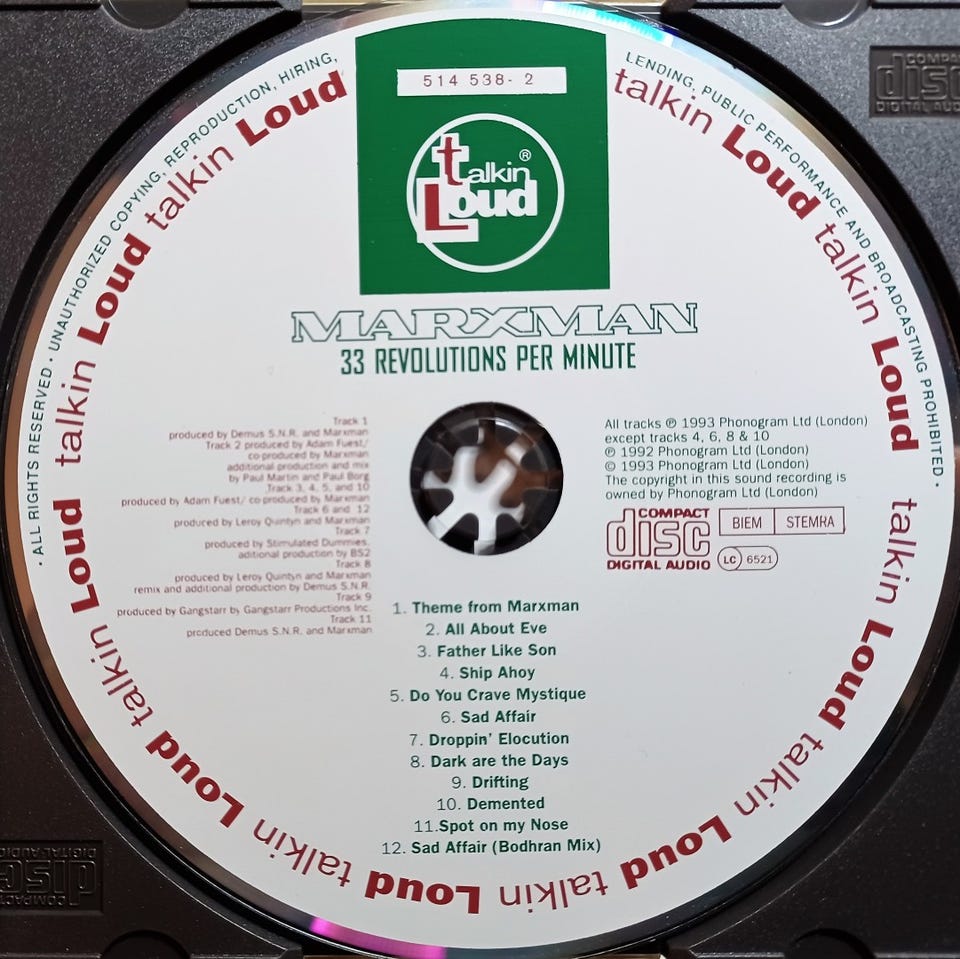 514 538-2
talkin Loud ®
· ALL RIGHTS RESERVED · UNAUTHORIZED COPYING, REPRODUCTION, HIRING, LENDING, PUBLIC PERFORMANCE AND BROADCASTING PROHIBITED ·
talkin Loud talkin Loud talkin Loud talkin Loud talkin Loud talkin Loud talkin Loud talkin Loud talkin Loud
MARXMAN
33 REVOLUTIONS PER MINUTE
Track 1
produced by Demus S.N.R. and Marxman
Track 2 produced by Adam Fuest/
co-produced by Marxman
additional production and mix
by Paul Martin and Paul Borg
Track 3, 4, 5, and 10
produced by Adam Fuest/ co-produced by Marxman
Track 6 and 12
produced by Leroy Quintyn and Marxman
Track 7
produced by Stimulated Dummies.
aditional production by BS2
Track 8
produced by Leroy Quintyn and Marxman
remix and additional production by Demus S.N.R.
Track 9
produced by Gangstarr by Gangstarr Productions Inc.
Track 11
produced Demus S.N.R. and Marxman
All tracks ℗ 1993 Phonogram Ltd (London)
except tracks 4, 6, 8 & 10
℗ 1992 Phonogram Ltd (London)
© 1993 Phonogram Ltd (London)
The copyright in this sound recording is
owned by Phonogram Ltd (London)
COMPACT
disc
DIGITAL AUDIO
BIEM STEMRA
LC 6521
1. Theme from Marxman
2. All About Eve
3. Father Like Son
4. Ship Ahoy
5. Do You Crave Mystique
6. Sad Affair
7. Droppin' Elocution
8. Dark are the Days
9. Drifting
10. Demented
11.Spot on my Nose
12. Sad Affair (Bodhran Mix)